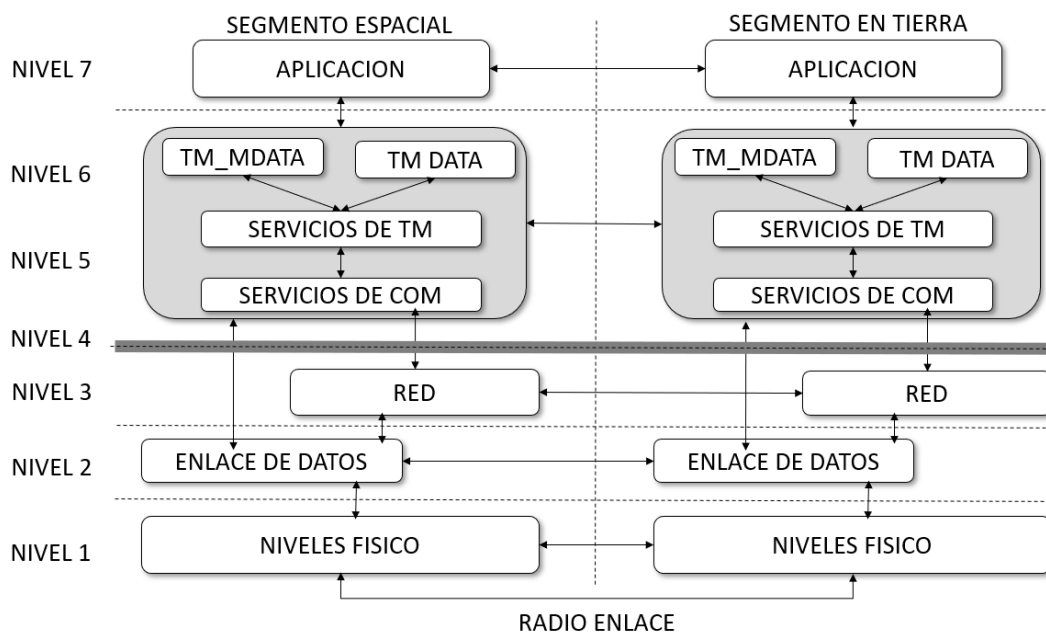 SEGMENTO ESPACIAL
SEGMENTO EN TIERRA
NIVEL 7
APLICACION
APLICACION
NIVEL 6
TM_MDATA
TM DATA
TM_MDATA
TM DATA
SERVICIOS DE TM
SERVICIOS DE TM
NIVEL 5
SERVICIOS DE COM
SERVICIOS DE COM
NIVEL 4
NIVEL 3
RED
RED
NIVEL 2
ENLACE DE DATOS
ENLACE DE DATOS
NIVEL 1
NIVELES FISICO
NIVELES FISICO
RADIO ENLACE